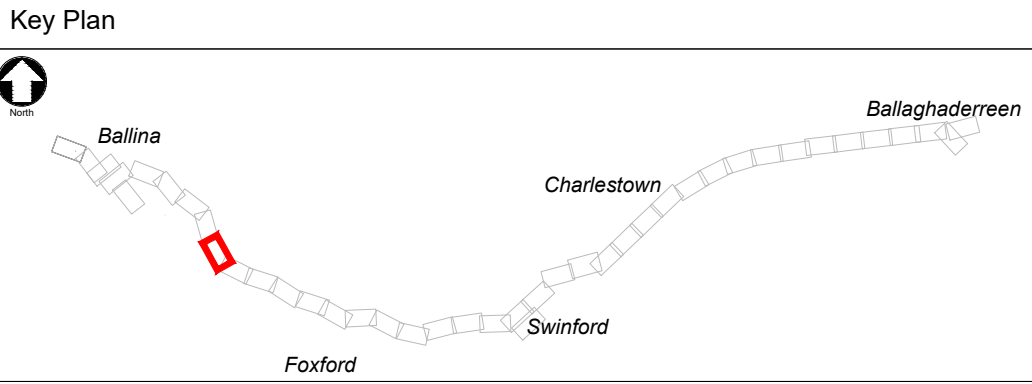 Key Plan
North
Ballina
Ballaghaderreen
Charlestown
Swinford
Foxford